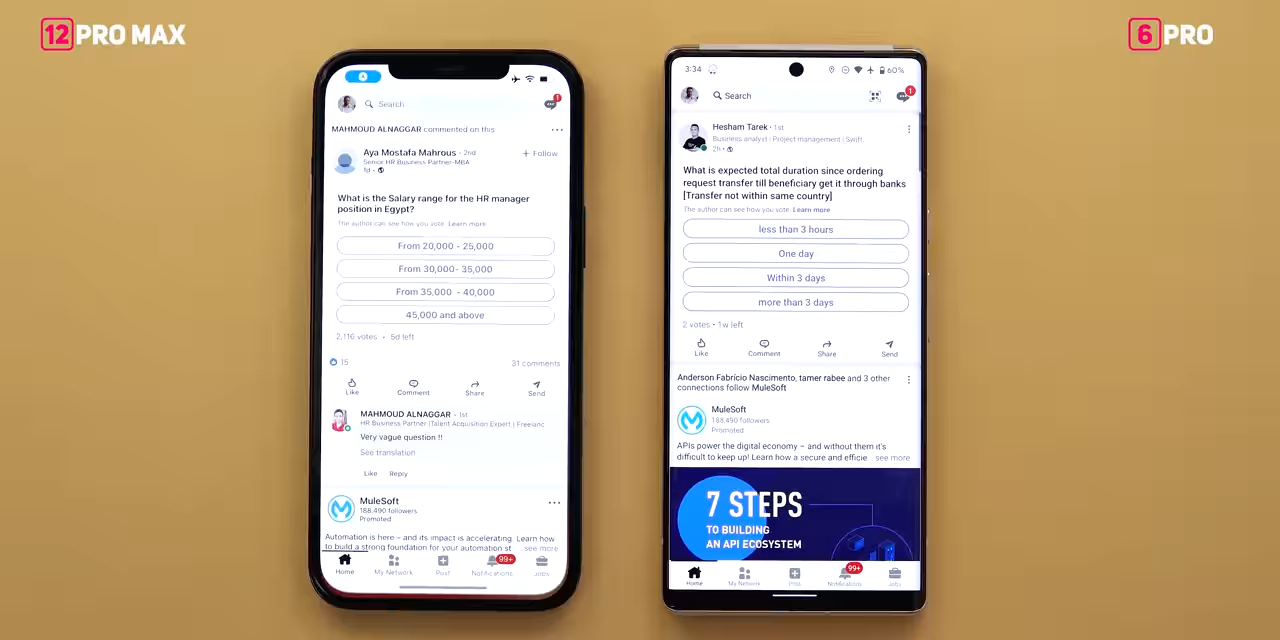 12 PRO MAX
6 PRO
Search
1
MAHMOUD ALNAGGAR commented on this
Aya Mostafa Mahrous · 2nd
Senior HR Business Partner-MBA
1d •
+ Follow
What is the Salary range for the HR manager
position in Egypt?
The author can see how you vote. Learn more
From 20,000 - 25,000
From 30,000- 35,000
From 35,000 - 40,000
45,000 and above
2,116 votes • 5d left
15
31 comments
Like
Comment
Share
Send
MAHMOUD ALNAGGAR · 1st
HR Business Partner |Talent Acquisition Expert | Freelanc
Very vague question !!
See translation
Like
Reply
MuleSoft
188,490 followers
Promoted
Automation is here – and its impact is accelerating. Learn how
to build a strong foundation for your automation st ...see more
Home
My Network
Post
Notifications
99+
Jobs
3:34
60%
Search
1
Hesham Tarek · 1st
Business analyst | Project management | Swift
2h •
What is expected total duration since ordering
request transfer till beneficiary get it through banks
[Transfer not within same country]
The author can see how you vote. Learn more
less than 3 hours
One day
Within 3 days
more than 3 days
2 votes • 1w left
Like
Comment
Share
Send
Anderson Fabrício Nascimento, tamer rabee and 3 other
connections follow MuleSoft
MuleSoft
188,490 followers
Promoted
APIs power the digital economy – and without them it's
difficult to keep up! Learn how a secure and efficie... see more
7 STEPS
TO BUILDING
AN API ECOSYSTEM
Home
My Network
Post
Notifications
99+
Jobs